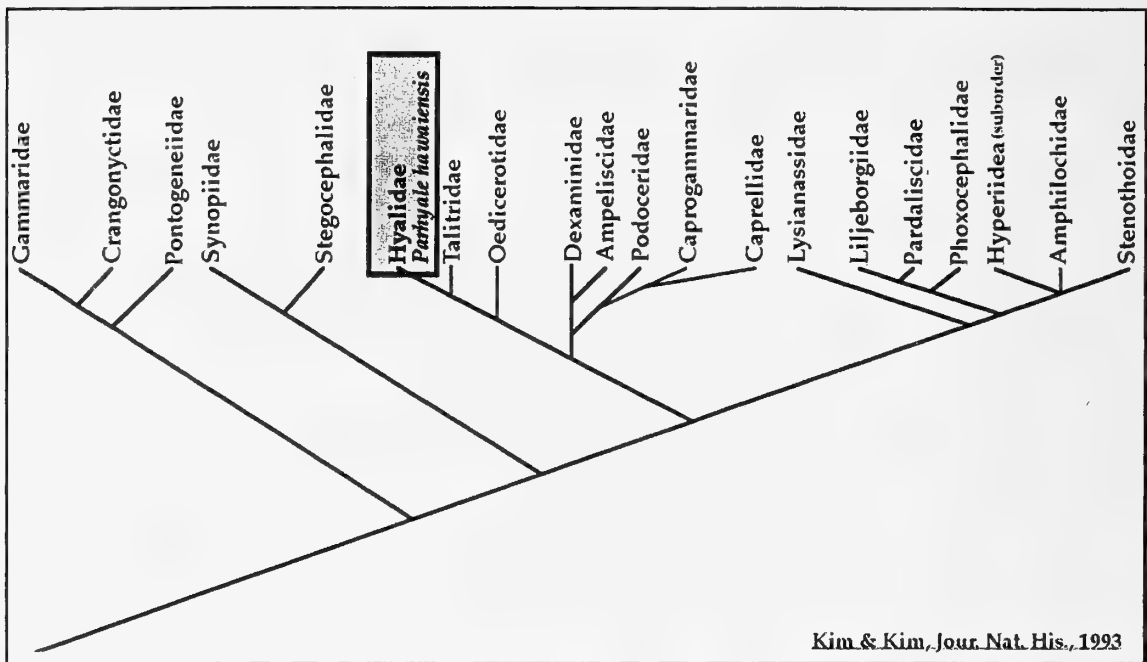 Gammaridae
Crangonyctidae
Pontogeneiidae
Synopiidae
Stegocephalidae
Hyalidae
Parhyale hawaiensis
Talitridae
Oedicerotidae
Dexaminidae
Ampeliscidae
Podoceridae
Caprogammaridae
Caprellidae
Lysianassidae
Liljeborgiidae
Pardaliscidae
Phoxocephalidae
Hyperiidea (suborder)
Amphilochidae
Stenothoidae
Kim & Kim, Jour. Nat. His., 1993